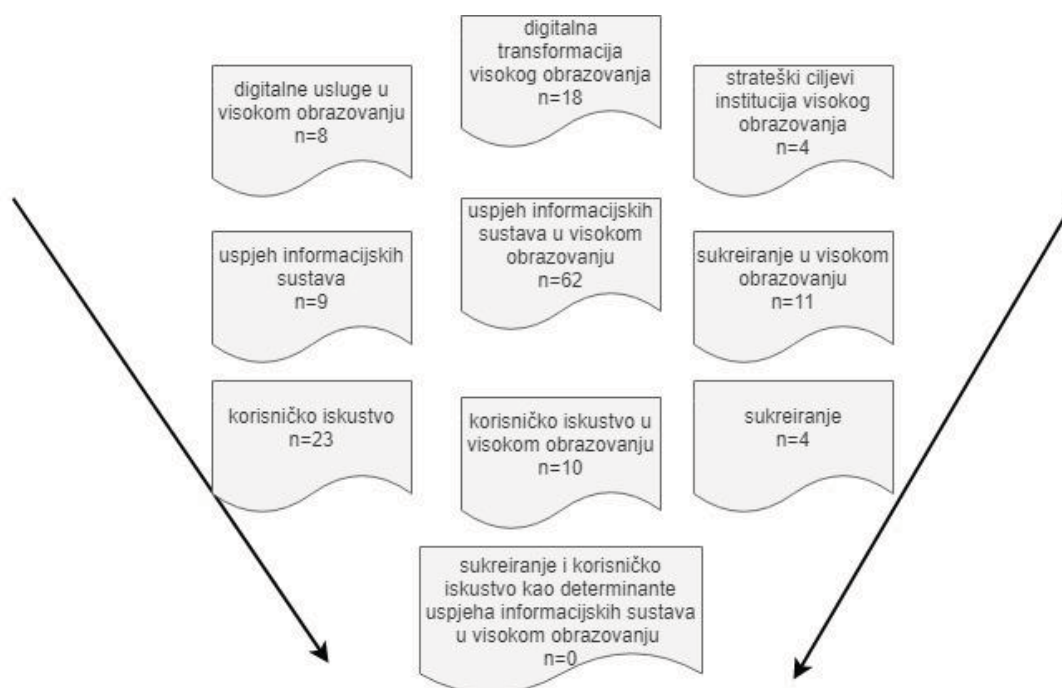 digitalne usluge u
visokom obrazovanju
n=8
digitalna
transformacija
visokog obrazovanja
n=18
strateški ciljevi
institucija visokog
obrazovanja
n=4
uspjeh informacijskih
sustava
n=9
uspjeh informacijskih
sustava u visokom
obrazovanju
n=62
sukreiranje u visokom
obrazovanju
n=11
korisničko iskustvo
n=23
korisničko iskustvo u
visokom obrazovanju
n=10
sukreiranje
n=4
sukreiranje i korisničko
iskustvo kao determinante
uspjeha informacijskih sustava
u visokom obrazovanju
n=0